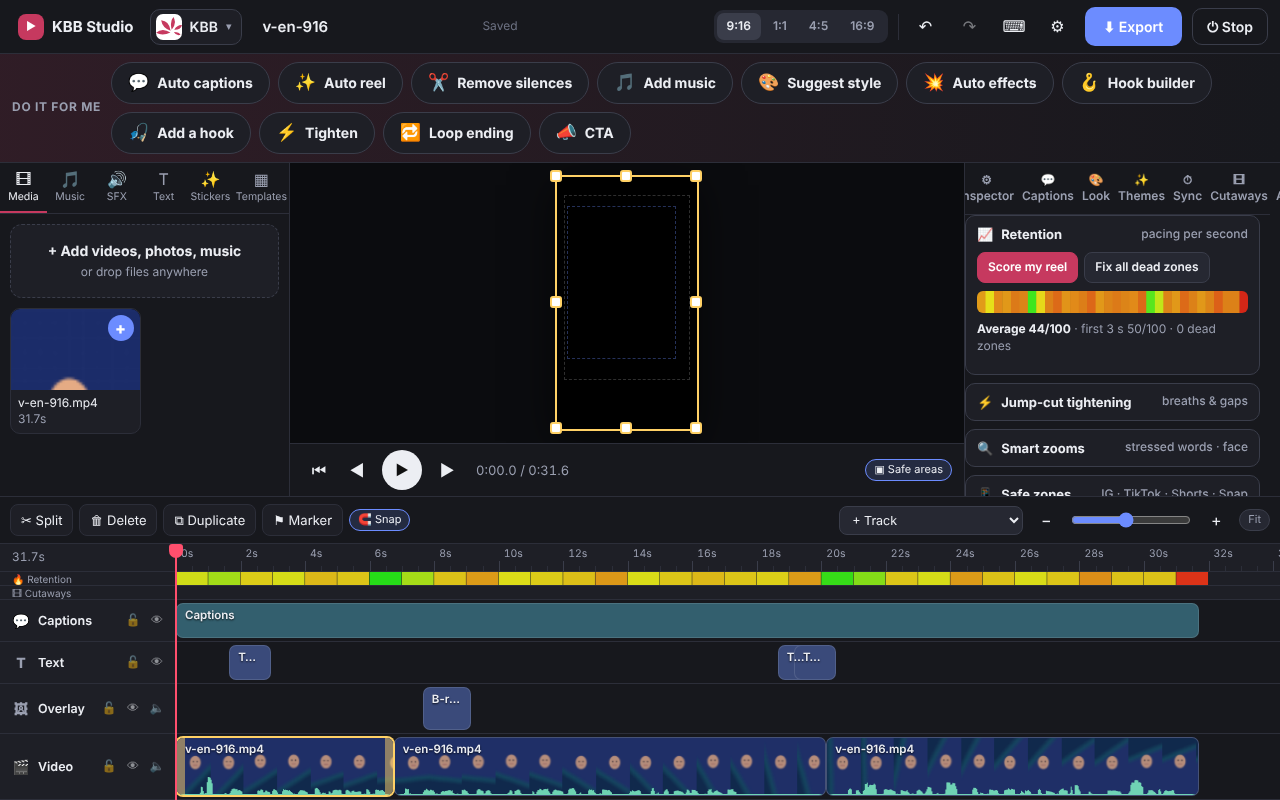 KBB Studio KBB v-en-916 Saved 9:16 1:1 4:5 16:9 Export Stop
DO IT FOR ME
Auto captions Auto reel Remove silences Add music Suggest style Auto effects Hook builder
Add a hook Tighten Loop ending CTA
Media Music SFX Text Stickers Templates
+ Add videos, photos, music
or drop files anywhere
v-en-916.mp4
31.7s
0:00.0 / 0:31.6
Safe areas
nspector Captions Look Themes Sync Cutaways
Retention pacing per second
Score my reel Fix all dead zones
Average 44/100 · first 3 s 50/100 · 0 dead
zones
Jump-cut tightening breaths & gaps
Smart zooms stressed words · face
Safe zones IG · TikTok · Shorts · Snap
Split Delete Duplicate Marker Snap + Track − + Fit
31.7s 0s 2s 4s 6s 8s 10s 12s 14s 16s 18s 20s 22s 24s 26s 28s 30s 32s
Retention
Cutaways
Captions Captions
Text T... T...T...
Overlay B-r...
Video v-en-916.mp4 v-en-916.mp4 v-en-916.mp4